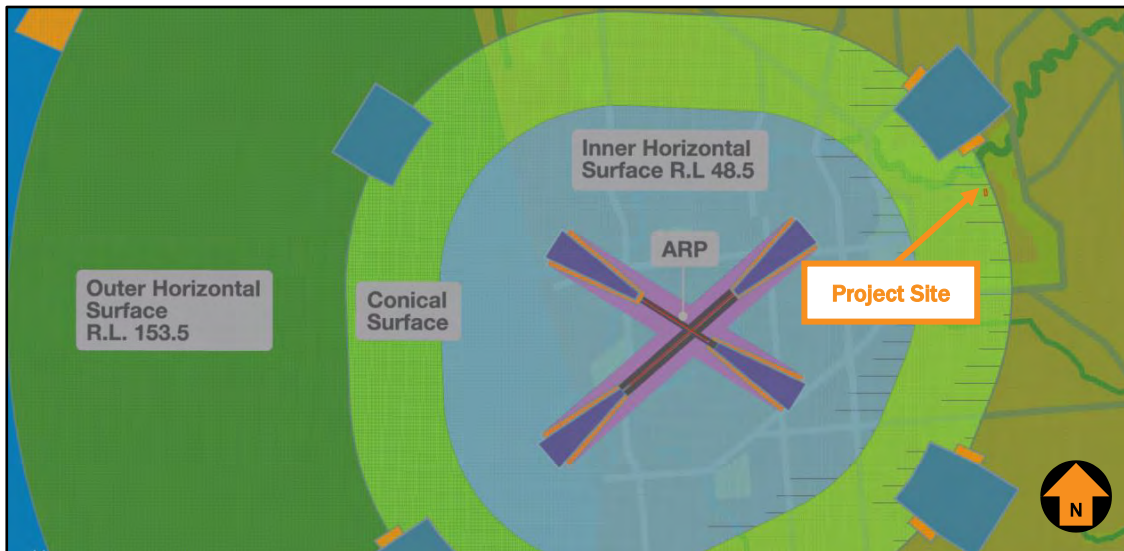 Inner Horizontal
Surface R.L 48.5
ARP
Project Site
Outer Horizontal
Surface
R.L. 153.5
Conical
Surface
N